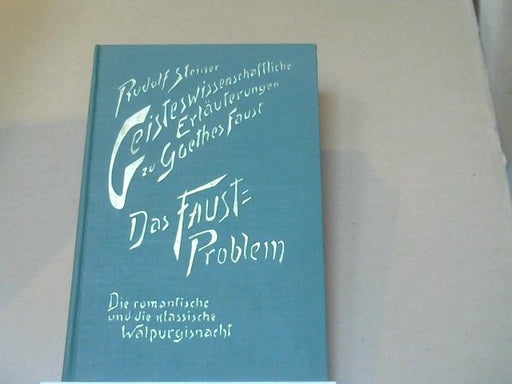 Rudolf Steiner
Geisteswissenschaftliche
Erläuterungen
zu Goethes Faust
Das FAUST=
Problem
Die romantische
und die klassische
Walpurgisnacht